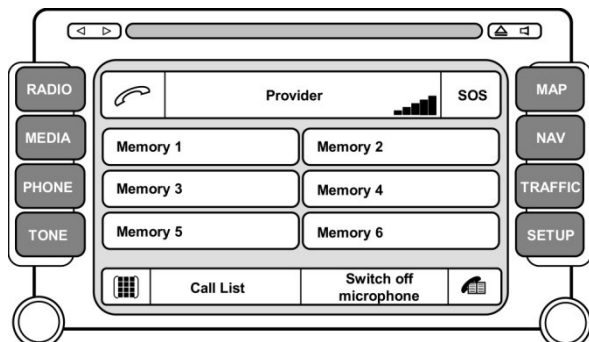 RADIO
MEDIA
PHONE
TONE
Provider
SOS
Memory 1
Memory 2
Memory 3
Memory 4
Memory 5
Memory 6
Call List
Switch off
microphone
MAP
NAV
TRAFFIC
SETUP